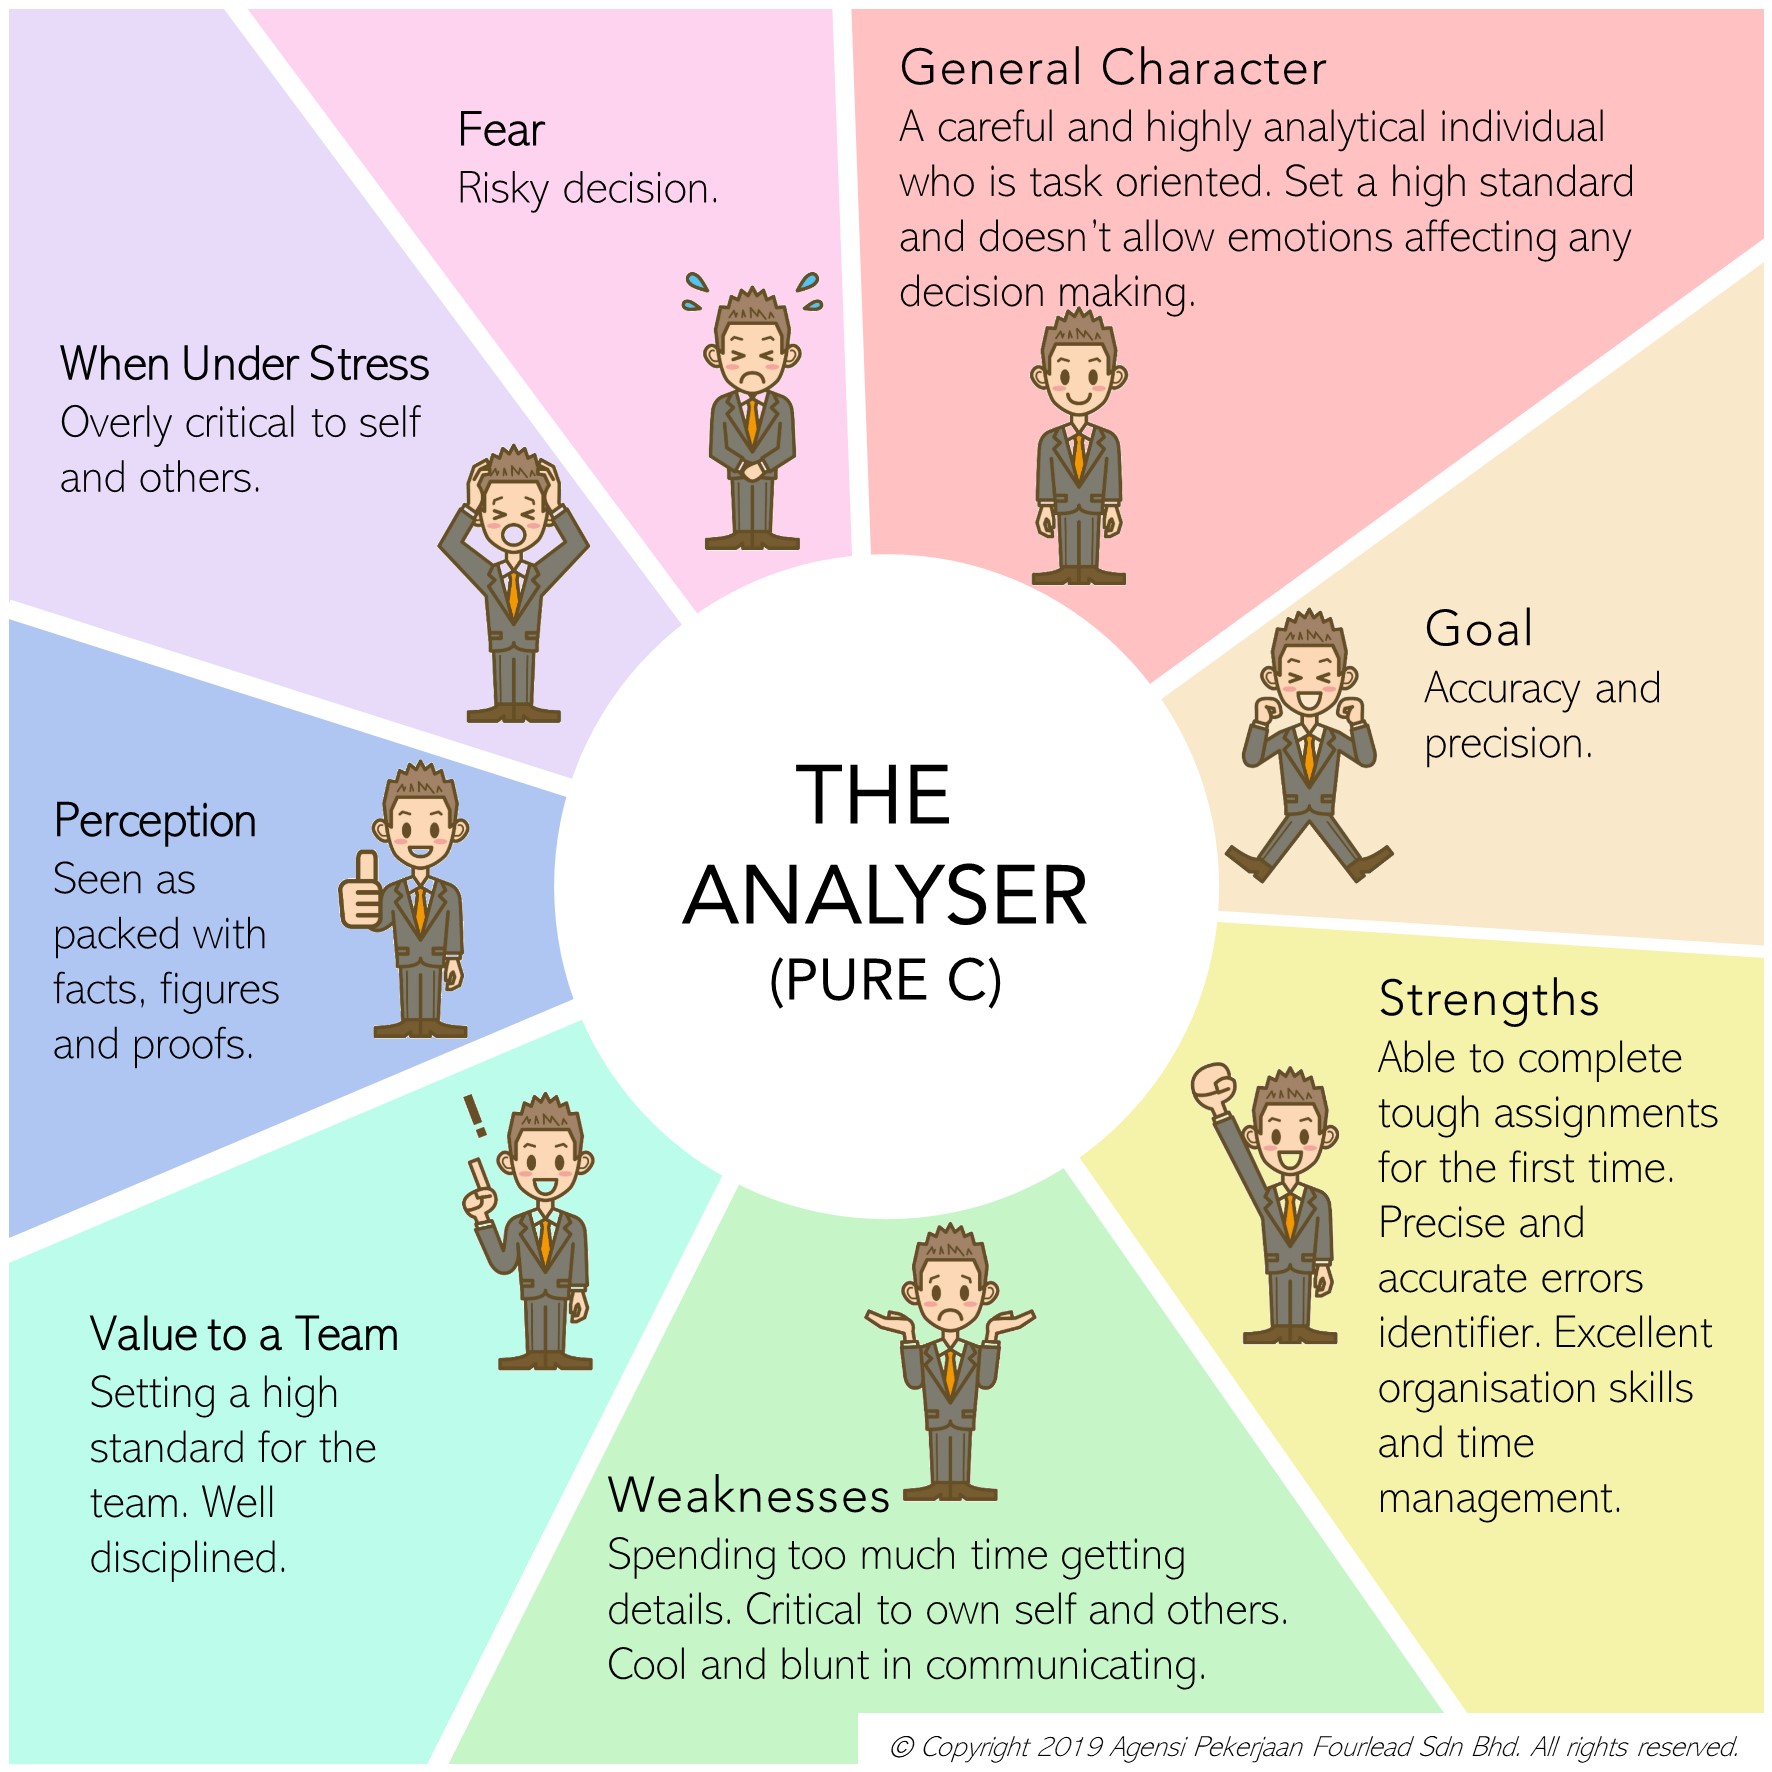 General Character
A careful and highly analytical individual
who is task oriented. Set a high standard
and doesn't allow emotions affecting any
decision making.
Goal
Accuracy and
precision.
Strengths
Able to complete
tough assignments
for the first time.
Precise and
accurate errors
identifier. Excellent
organisation skills
and time
management.
Weaknesses
Spending too much time getting
details. Critical to own self and others.
Cool and blunt in communicating.
Value to a Team
Setting a high
standard for the
team. Well
disciplined.
Perception
Seen as
packed with
facts, figures
and proofs.
When Under Stress
Overly critical to self
and others.
Fear
Risky decision.
THE
ANALYSER
(PURE C)
!
© Copyright 2019 Agensi Pekerjaan Fourlead Sdn Bhd. All rights reserved.